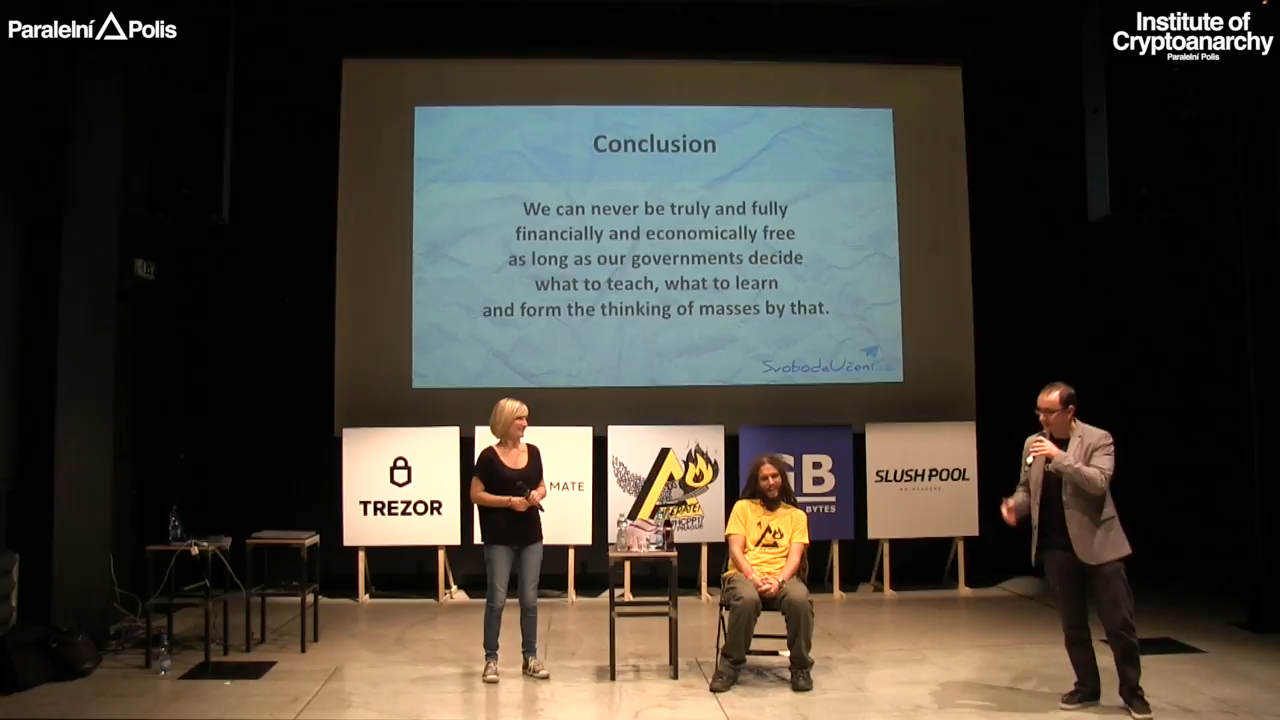 Paralelní Polis
Institute of
Cryptoanarchy
Paralelní Polis
Conclusion
We can never be truly and fully
financially and economically free
as long as our governments decide
what to teach, what to learn
and form the thinking of masses by that.
SvobodaUčení
TREZOR
MATE
GB
BYTES
SLUSH POOL